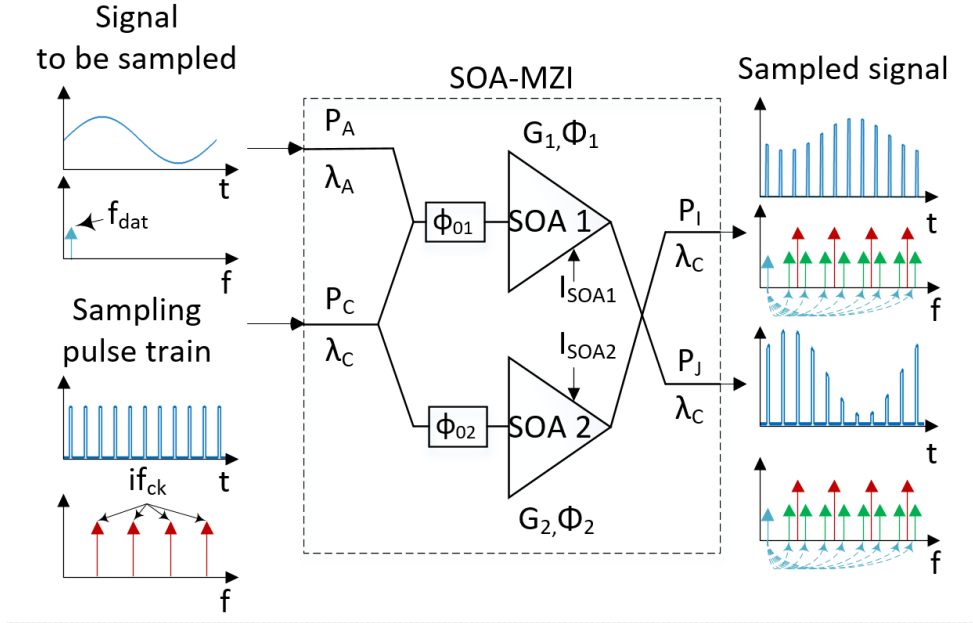 Signal
to be sampled
t
f_dat
f
Sampling
pulse train
t
if_ck
f
SOA-MZI
P_A
λ_A
P_C
λ_C
ϕ_01
ϕ_02
G_1,Φ_1
SOA 1
I_SOA1
I_SOA2
SOA 2
G_2,Φ_2
P_I
λ_C
P_J
λ_C
Sampled signal
t
f
t
f